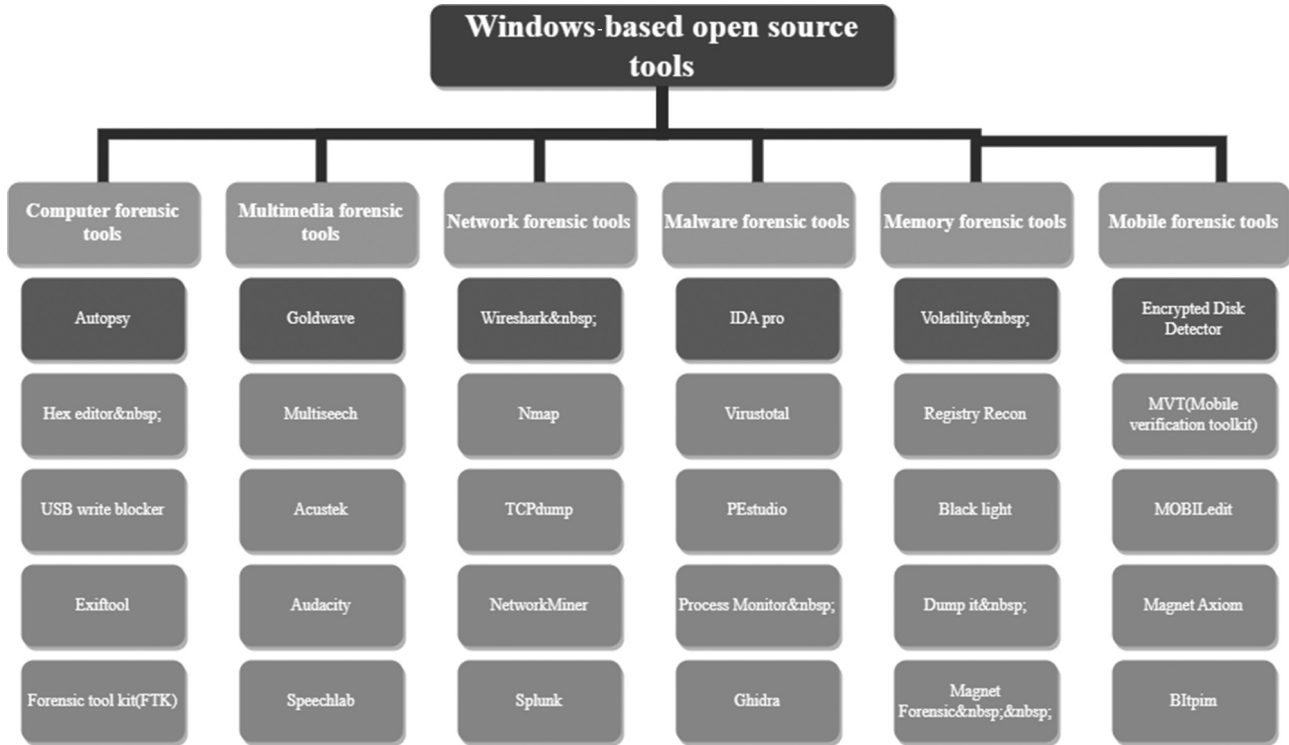 Windows-based open source
tools
Computer forensic
tools
Multimedia forensic
tools
Network forensic tools
Malware forensic tools
Memory forensic tools
Mobile forensic tools
Autopsy
Goldwave
Wireshark&nbsp;
IDA pro
Volatility&nbsp;
Encrypted Disk
Detector
Hex editor&nbsp;
Multiseech
Nmap
Virustotal
Registry Recon
MVT(Mobile
verification toolkit)
USB write blocker
Acustek
TCPdump
PEstudio
Black light
MOBILedit
Exiftool
Audacity
NetworkMiner
Process Monitor&nbsp;
Dump it&nbsp;
Magnet Axiom
Forensic tool kit(FTK)
Speechlab
Splunk
Ghidra
Magnet
Forensic&nbsp;&nbsp;
BItpim